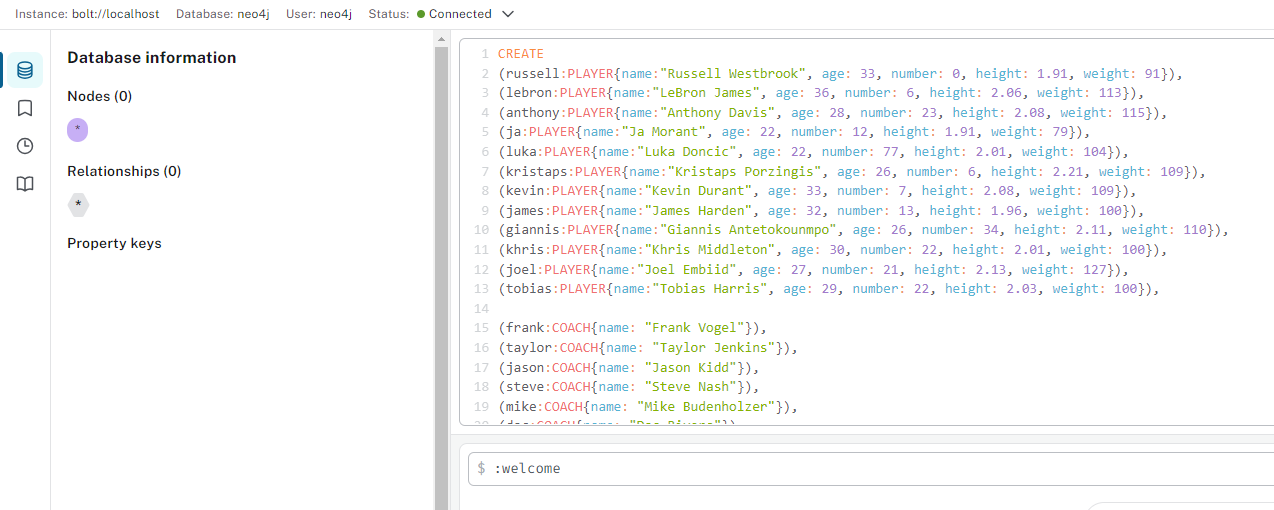 Instance: bolt://localhost Database: neo4j User: neo4j Status: Connected
Database information
Nodes (0)
*
Relationships (0)
*
Property keys
1 CREATE
2 (russell:PLAYER{name:"Russell Westbrook", age: 33, number: 0, height: 1.91, weight: 91}),
3 (lebron:PLAYER{name:"LeBron James", age: 36, number: 6, height: 2.06, weight: 113}),
4 (anthony:PLAYER{name:"Anthony Davis", age: 28, number: 23, height: 2.08, weight: 115}),
5 (ja:PLAYER{name:"Ja Morant", age: 22, number: 12, height: 1.91, weight: 79}),
6 (luka:PLAYER{name:"Luka Doncic", age: 22, number: 77, height: 2.01, weight: 104}),
7 (kristaps:PLAYER{name:"Kristaps Porzingis", age: 26, number: 6, height: 2.21, weight: 109}),
8 (kevin:PLAYER{name:"Kevin Durant", age: 33, number: 7, height: 2.08, weight: 109}),
9 (james:PLAYER{name:"James Harden", age: 32, number: 13, height: 1.96, weight: 100}),
10 (giannis:PLAYER{name:"Giannis Antetokounmpo", age: 26, number: 34, height: 2.11, weight: 110}),
11 (khris:PLAYER{name:"Khris Middleton", age: 30, number: 22, height: 2.01, weight: 100}),
12 (joel:PLAYER{name:"Joel Embiid", age: 27, number: 21, height: 2.13, weight: 127}),
13 (tobias:PLAYER{name:"Tobias Harris", age: 29, number: 22, height: 2.03, weight: 100}),
14
15 (frank:COACH{name: "Frank Vogel"}),
16 (taylor:COACH{name: "Taylor Jenkins"}),
17 (jason:COACH{name: "Jason Kidd"}),
18 (steve:COACH{name: "Steve Nash"}),
19 (mike:COACH{name: "Mike Budenholzer"}),
20 (doc:COACH{name: "Doc Rivers"}),
$ :welcome